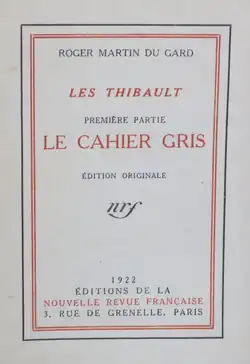 ROGER MARTIN DU GARD
LES THIBAULT
PREMIÈRE PARTIE
LE CAHIER GRIS
ÉDITION ORIGINALE
nrf
1922
ÉDITIONS DE LA
NOUVELLE REVUE FRANÇAISE
3, RUE DE GRENELLE, PARIS